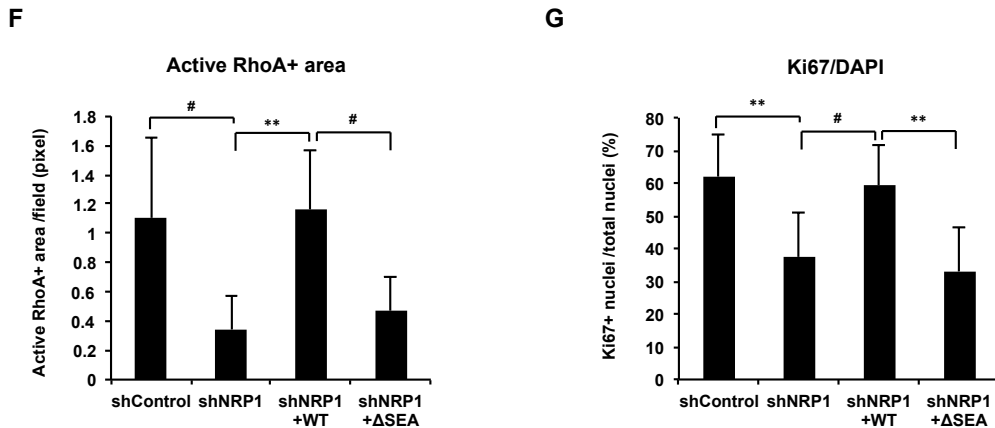 F
Active RhoA+ area
Active RhoA+ area /field (pixel)
1.8
1.6
1.4
1.2
1
0.8
0.6
0.4
0.2
0
#
**
#
shControl
shNRP1
shNRP1
+WT
shNRP1
+ΔSEA
G
Ki67/DAPI
Ki67+ nuclei /total nuclei (%)
80
70
60
50
40
30
20
10
0
**
#
**
shControl
shNRP1
shNRP1
+WT
shNRP1
+ΔSEA